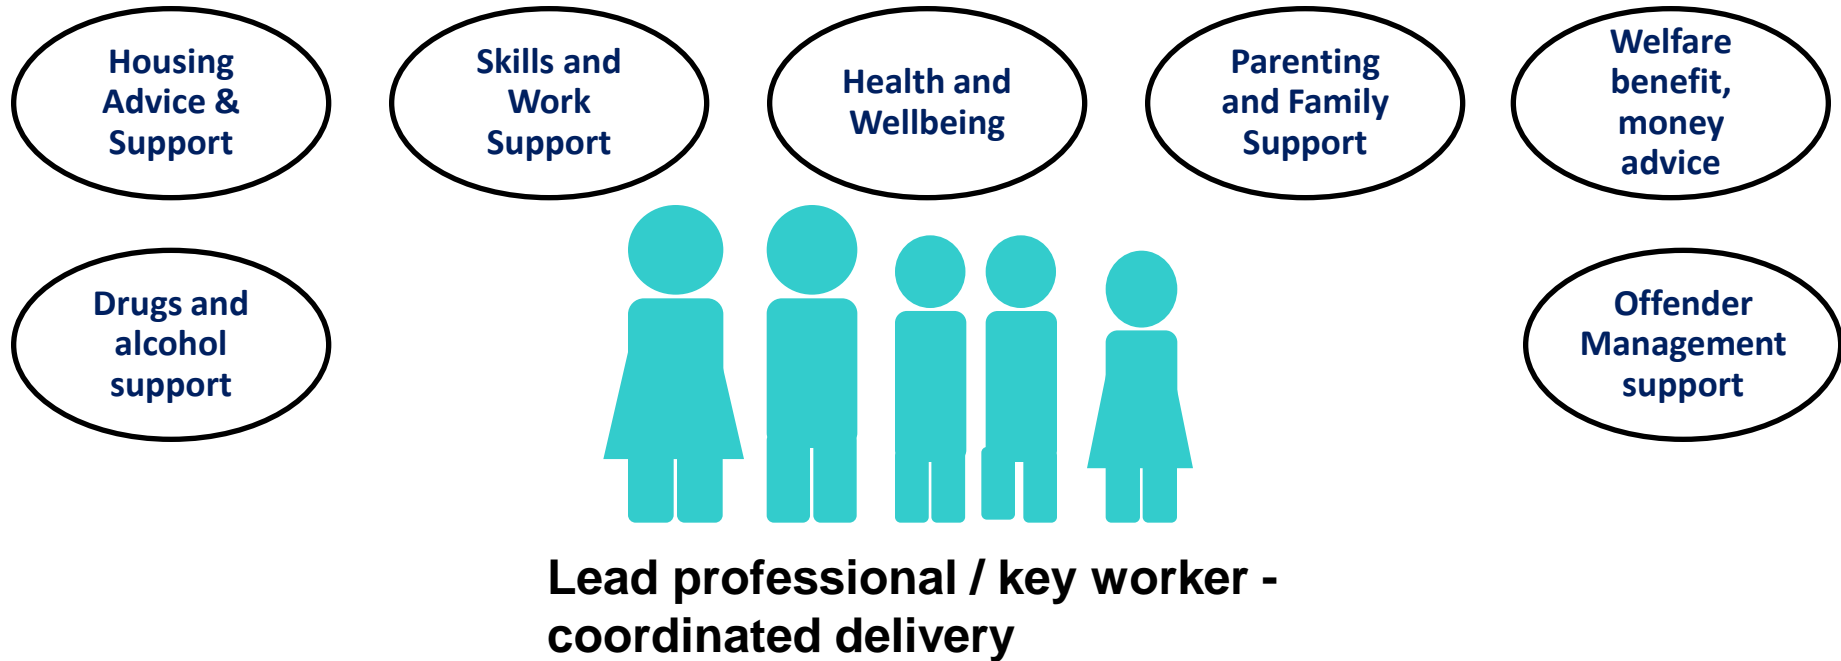 Housing
Advice &
Support
Skills and
Work
Support
Health and
Wellbeing
Parenting
and Family
Support
Welfare
benefit,
money
advice
Drugs and
alcohol
support
Offender
Management
support
Lead professional / key worker -
coordinated delivery